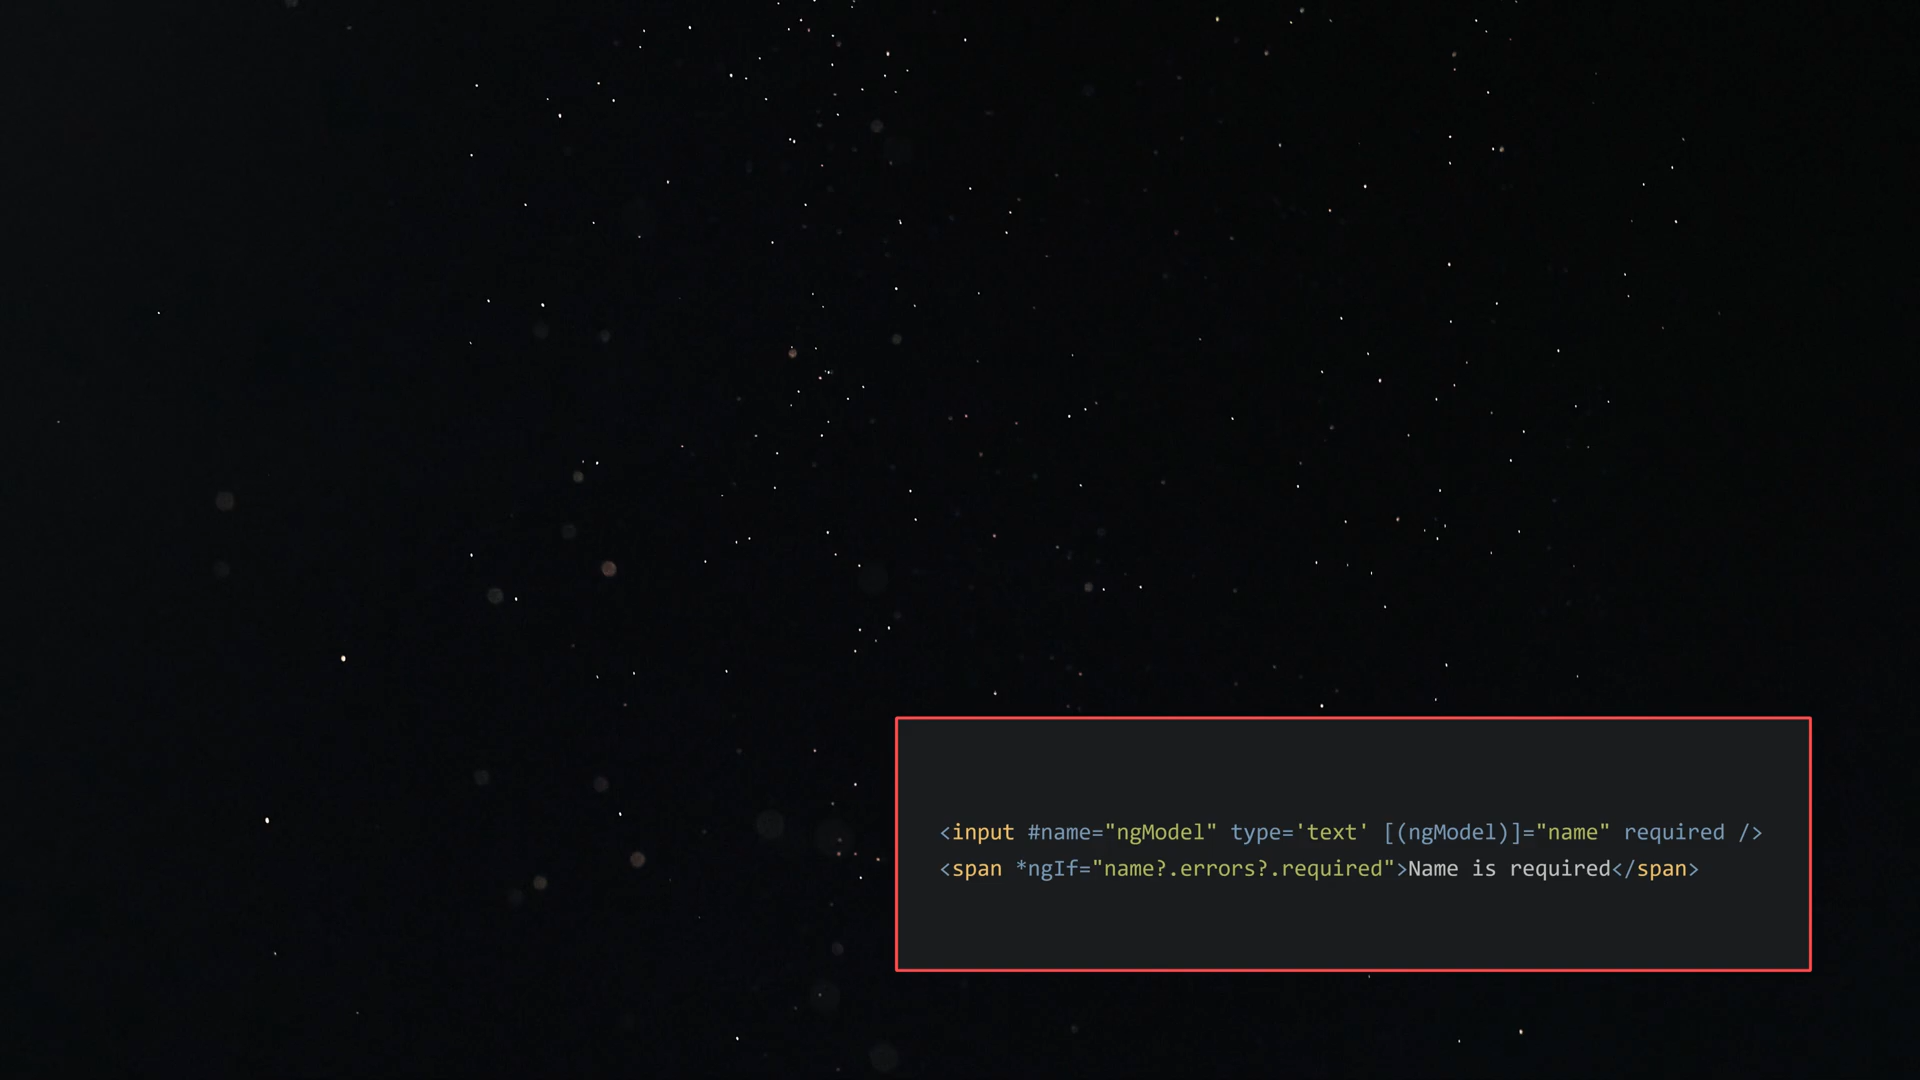 <input #name="ngModel" type='text' [(ngModel)]="name" required />
<span *ngIf="name?.errors?.required">Name is required</span>